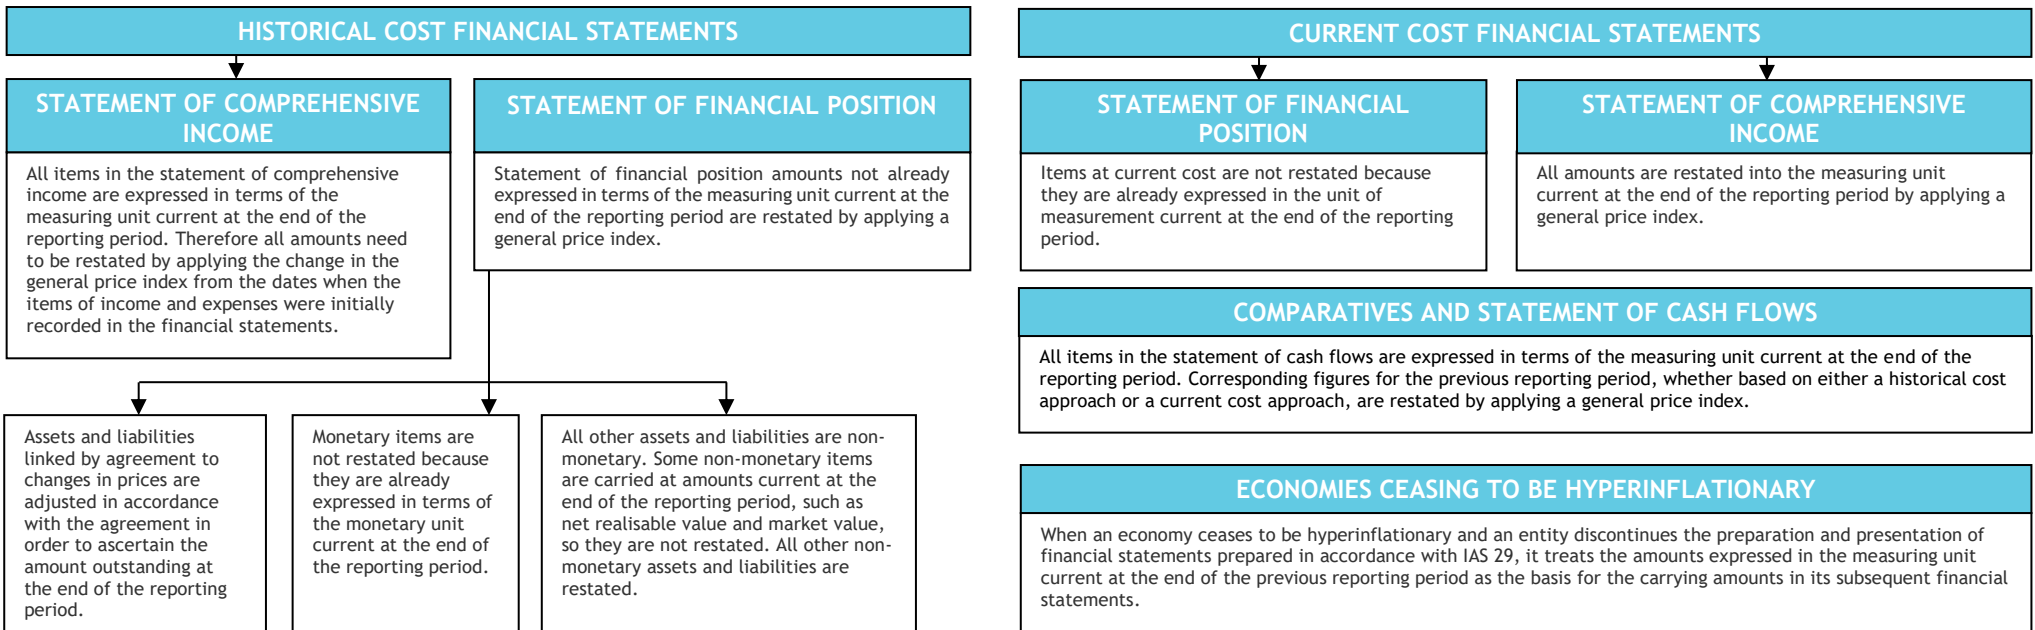 HISTORICAL COST FINANCIAL STATEMENTS
STATEMENT OF COMPREHENSIVE
INCOME
All items in the statement of comprehensive
income are expressed in terms of the
measuring unit current at the end of the
reporting period. Therefore all amounts need
to be restated by applying the change in the
general price index from the dates when the
items of income and expenses were initially
recorded in the financial statements.
STATEMENT OF FINANCIAL POSITION
Statement of financial position amounts not already
expressed in terms of the measuring unit current at the
end of the reporting period are restated by applying a
general price index.
Assets and liabilities
linked by agreement to
changes in prices are
adjusted in accordance
with the agreement in
order to ascertain the
amount outstanding at
the end of the reporting
period.
Monetary items are
not restated because
they are already
expressed in terms of
the monetary unit
current at the end of
the reporting period.
All other assets and liabilities are non-
monetary. Some non-monetary items
are carried at amounts current at the
end of the reporting period, such as
net realisable value and market value,
so they are not restated. All other non-
monetary assets and liabilities are
restated.
CURRENT COST FINANCIAL STATEMENTS
STATEMENT OF FINANCIAL
POSITION
Items at current cost are not restated because
they are already expressed in the unit of
measurement current at the end of the reporting
period.
STATEMENT OF COMPREHENSIVE
INCOME
All amounts are restated into the measuring unit
current at the end of the reporting period by applying a
general price index.
COMPARATIVES AND STATEMENT OF CASH FLOWS
All items in the statement of cash flows are expressed in terms of the measuring unit current at the end of the
reporting period. Corresponding figures for the previous reporting period, whether based on either a historical cost
approach or a current cost approach, are restated by applying a general price index.
ECONOMIES CEASING TO BE HYPERINFLATIONARY
When an economy ceases to be hyperinflationary and an entity discontinues the preparation and presentation of
financial statements prepared in accordance with IAS 29, it treats the amounts expressed in the measuring unit
current at the end of the previous reporting period as the basis for the carrying amounts in its subsequent financial
statements.